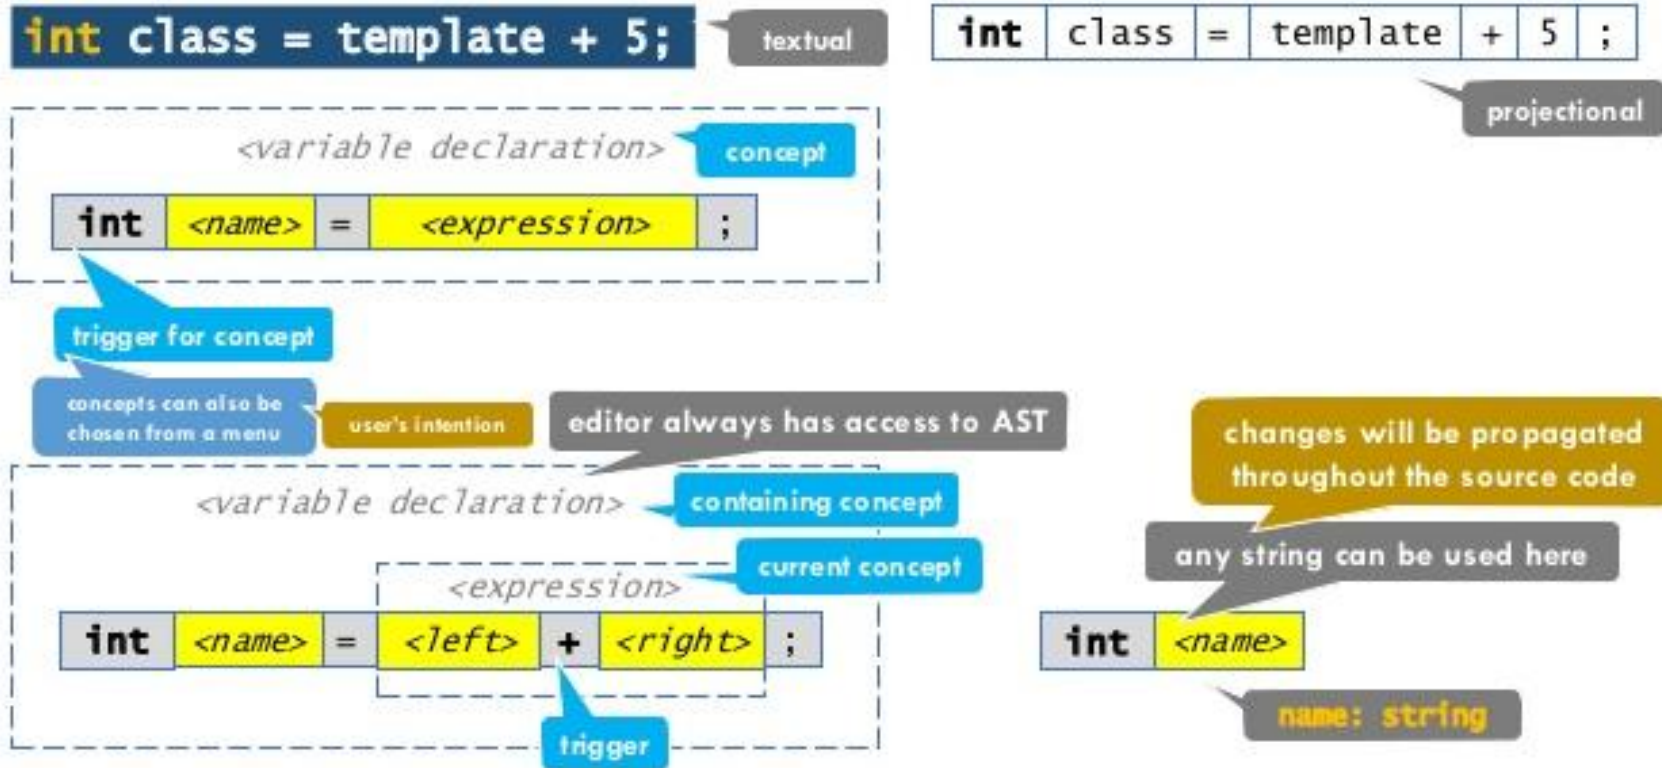 int class = template + 5;
textual
int class = template + 5 ;
projectional
<variable declaration>
concept
int <name> = <expression> ;
trigger for concept
concepts can also be
chosen from a menu
user's intention
editor always has access to AST
changes will be propagated
throughout the source code
<variable declaration>
containing concept
any string can be used here
<expression>
current concept
int <name> = <left> + <right> ;
int <name>
trigger
name: string